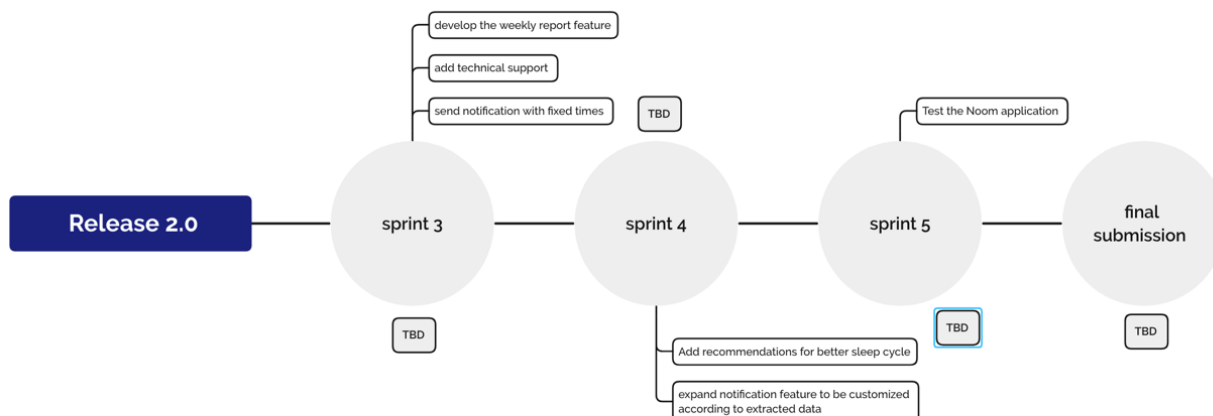 develop the weekly report feature
add technical support
send notification with fixed times
TBD
Test the Noom application
Release 2.0
sprint 3
sprint 4
sprint 5
final
submission
TBD
TBD
TBD
Add recommendations for better sleep cycle
expand notification feature to be customized
according to extracted data